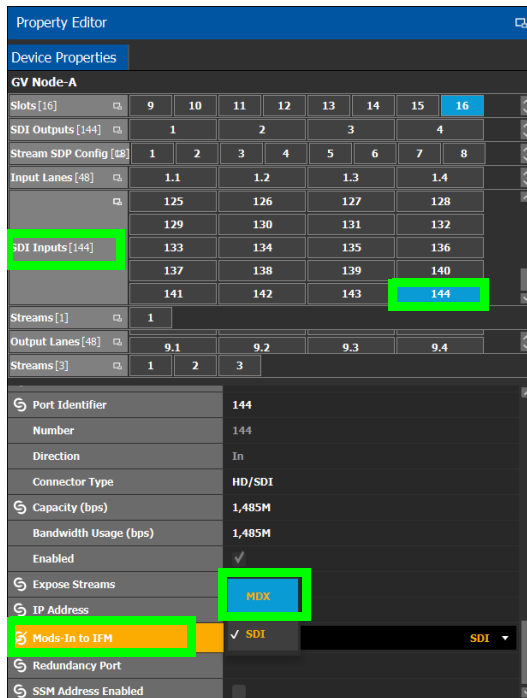 Property Editor
Device Properties
GV Node-A
Slots [16] 9 10 11 12 13 14 15 16
SDI Outputs [144] 1 2 3 4
Stream SDP Config [18] 1 2 3 4 5 6 7 8
Input Lanes [48] 1.1 1.2 1.3 1.4
125 126 127 128
129 130 131 132
SDI Inputs [144] 133 134 135 136
137 138 139 140
141 142 143 144
Streams [1] 1
Output Lanes [48] 9.1 9.2 9.3 9.4
Streams [3] 1 2 3
Port Identifier 144
Number 144
Direction In
Connector Type HD/SDI
Capacity (bps) 1,485M
Bandwidth Usage (bps) 1,485M
Enabled ✓
Expose Streams
MDX
IP Address
Mods-In to IFM ✓ SDI SDI
Redundancy Port
SSM Address Enabled